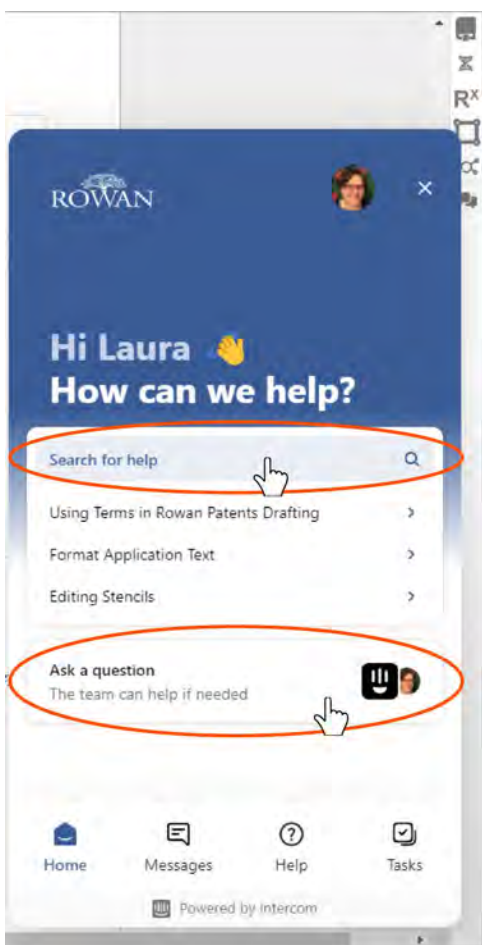 R^X
ROWAN
Hi Laura 👋
How can we help?
Search for help
Using Terms in Rowan Patents Drafting
Format Application Text
Editing Stencils
Ask a question
The team can help if needed
Home Messages Help Tasks
Powered by Intercom